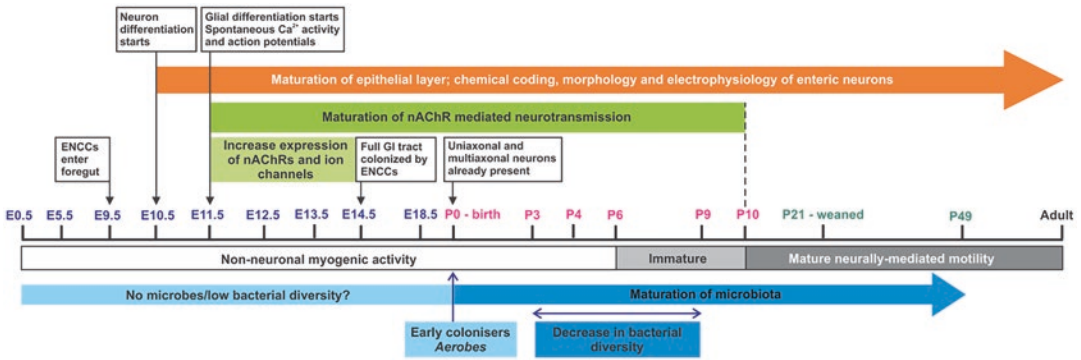 Neuron
differentiation
starts
Glial differentiation starts
Spontaneous Ca²⁺ activity
and action potentials
Maturation of epithelial layer; chemical coding, morphology and electrophysiology of enteric neurons
Maturation of nAChR mediated neurotransmission
ENCCs
enter
foregut
Increase expression
of nAChRs and ion
channels
Full GI tract
colonized by
ENCCs
Uniaxonal and
multiaxonal neurons
already present
E0.5 E5.5 E9.5 E10.5 E11.5 E12.5 E13.5 E14.5 E18.5 P0 - birth P3 P4 P6 P9 P10 P21 - weaned P49 Adult
Non-neuronal myogenic activity Immature Mature neurally-mediated motility
No microbes/low bacterial diversity? Maturation of microbiota
Early colonisers
Aerobes
Decrease in bacterial
diversity